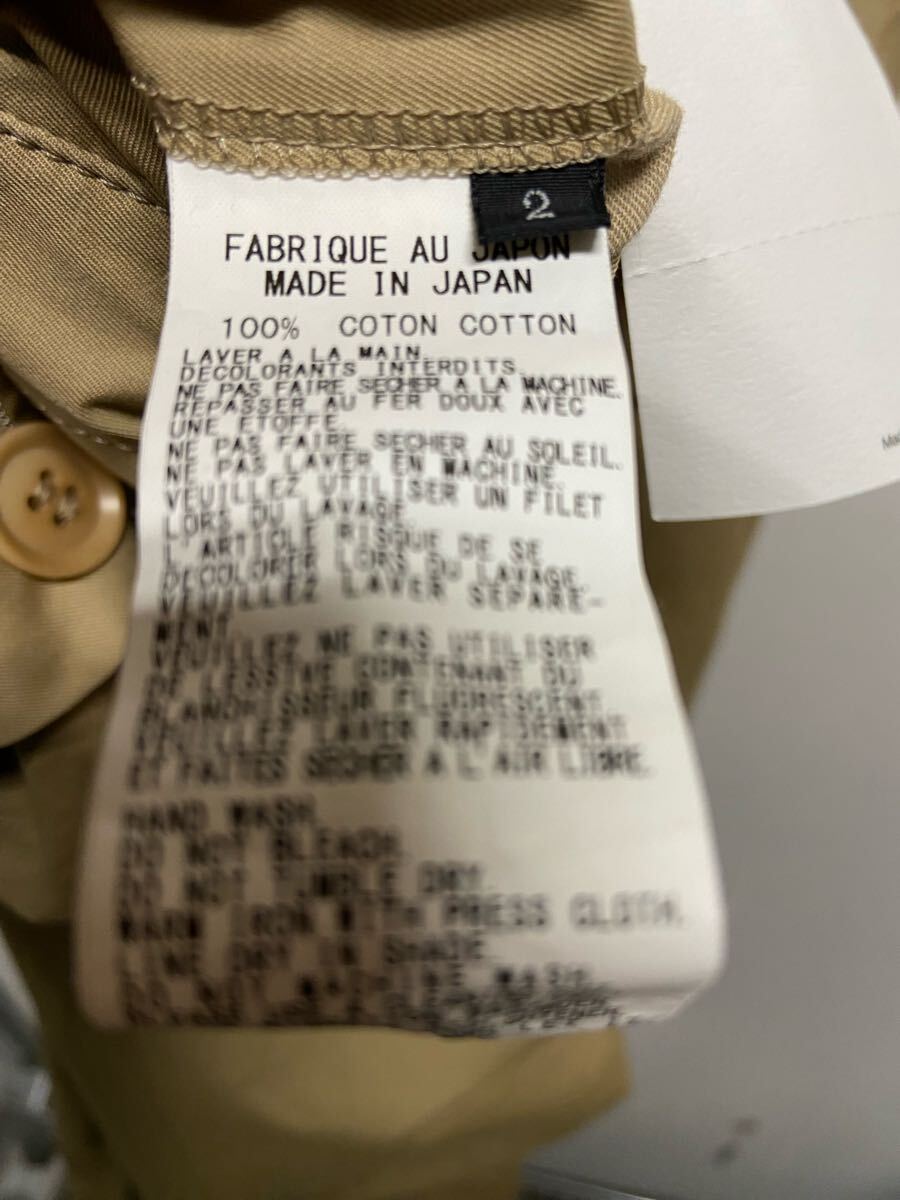 2
FABRIQUE AU JAPON
MADE IN JAPAN
100% COTON COTTON
LAVER A LA MAIN.
DECOLORANTS INTERDITS.
NE PAS FAIRE SECHER A LA MACHINE.
REPASSER AU FER DOUX AVEC
UNE ETOFFE.
NE PAS FAIRE SECHER AU SOLEIL.
NE PAS LAVER EN MACHINE.
VEUILLEZ UTILISER UN FILET
LORS DU LAVAGE.
L'ARTICLE RISQUE DE SE
DECOLORER LORS DU LAVAGE.
VEUILLEZ LAVER SEPARE-
MENT.
VEUILLEZ NE PAS UTILISER
DE LESSIVE CONTENANT DU
BLANCHISSEUR FLUORESCENT.
VEUILLEZ LAVER RAPIDEMENT
ET FAITES SECHER A L'AIR LIBRE.
HAND WASH.
DO NOT BLEACH.
DO NOT TUMBLE DRY.
WARM IRON WITH PRESS CLOTH.
LINE DRY IN SHADE.
DO NOT MACHINE WASH.